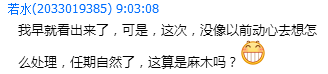 若水(2033019385) 9:03:08
我早就看出来了，可是，这次，没像以前动心去想怎
么处理，任期自然了，这算是麻木吗？